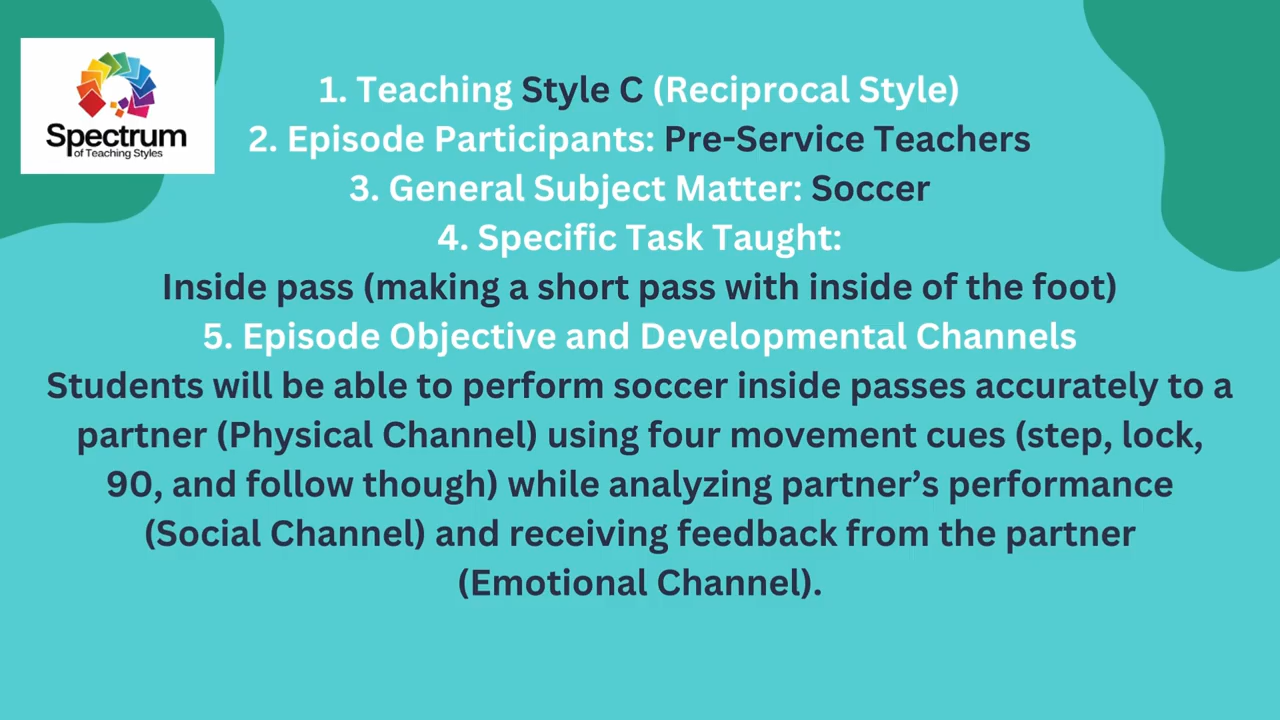 Spectrum
of Teaching Styles
1. Teaching Style C (Reciprocal Style)
2. Episode Participants: Pre-Service Teachers
3. General Subject Matter: Soccer
4. Specific Task Taught:
Inside pass (making a short pass with inside of the foot)
5. Episode Objective and Developmental Channels
Students will be able to perform soccer inside passes accurately to a
partner (Physical Channel) using four movement cues (step, lock,
90, and follow though) while analyzing partner’s performance
(Social Channel) and receiving feedback from the partner
(Emotional Channel).